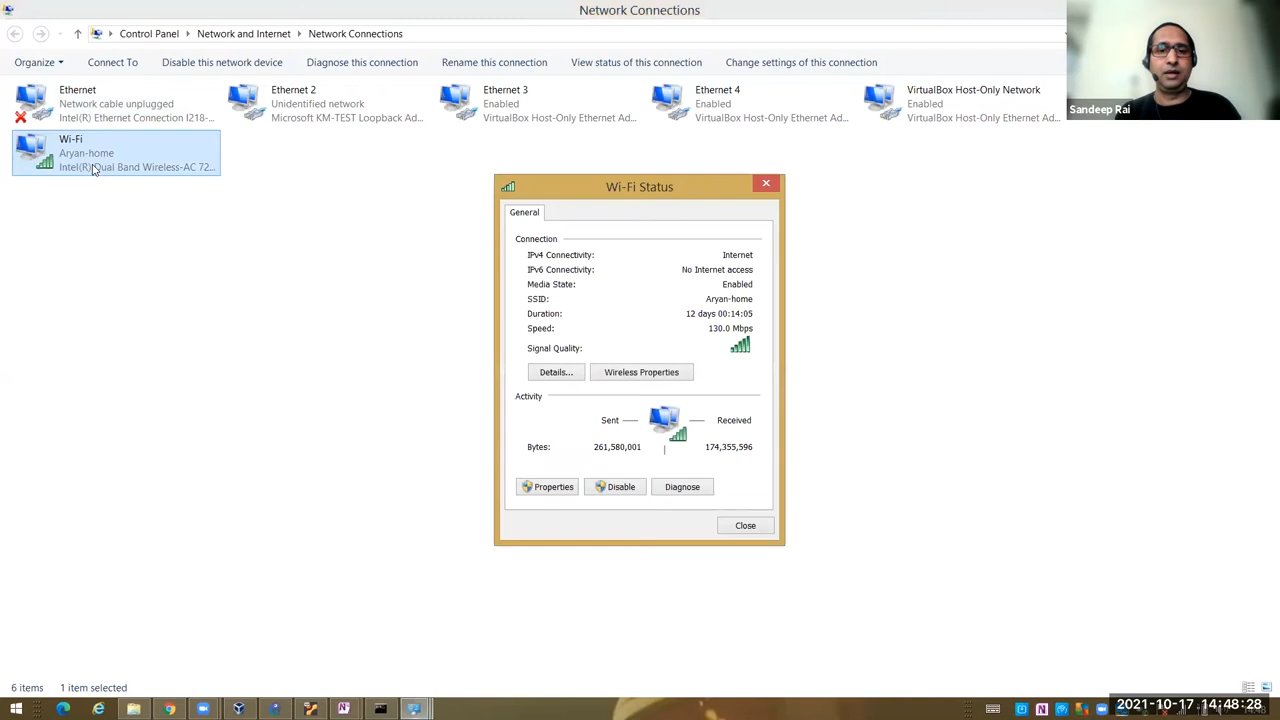 Network Connections
Control Panel
Network and Internet
Network Connections
Organize
Connect To
Disable this network device
Diagnose this connection
Rename this connection
View status of this connection
Change settings of this connection
Ethernet
Network cable unplugged
Intel(R) Ethernet Connection I218-...
Ethernet 2
Unidentified network
Microsoft KM-TEST Loopback Ad...
Ethernet 3
Enabled
VirtualBox Host-Only Ethernet Ad...
Ethernet 4
Enabled
VirtualBox Host-Only Ethernet Ad...
VirtualBox Host-Only Network
Enabled
VirtualBox Host-Only Ethernet Ad...
Sandeep Rai
Wi-Fi
Aryan-home
Intel(R) Dual Band Wireless-AC 72...
Wi-Fi Status
General
Connection
IPv4 Connectivity: Internet
IPv6 Connectivity: No Internet access
Media State: Enabled
SSID: Aryan-home
Duration: 12 days 00:14:05
Speed: 130.0 Mbps
Signal Quality:
Details...
Wireless Properties
Activity
Sent
Received
Bytes: 261,580,001 174,355,596
Properties
Disable
Diagnose
Close
6 items
1 item selected
2021-10-17 14:48:28